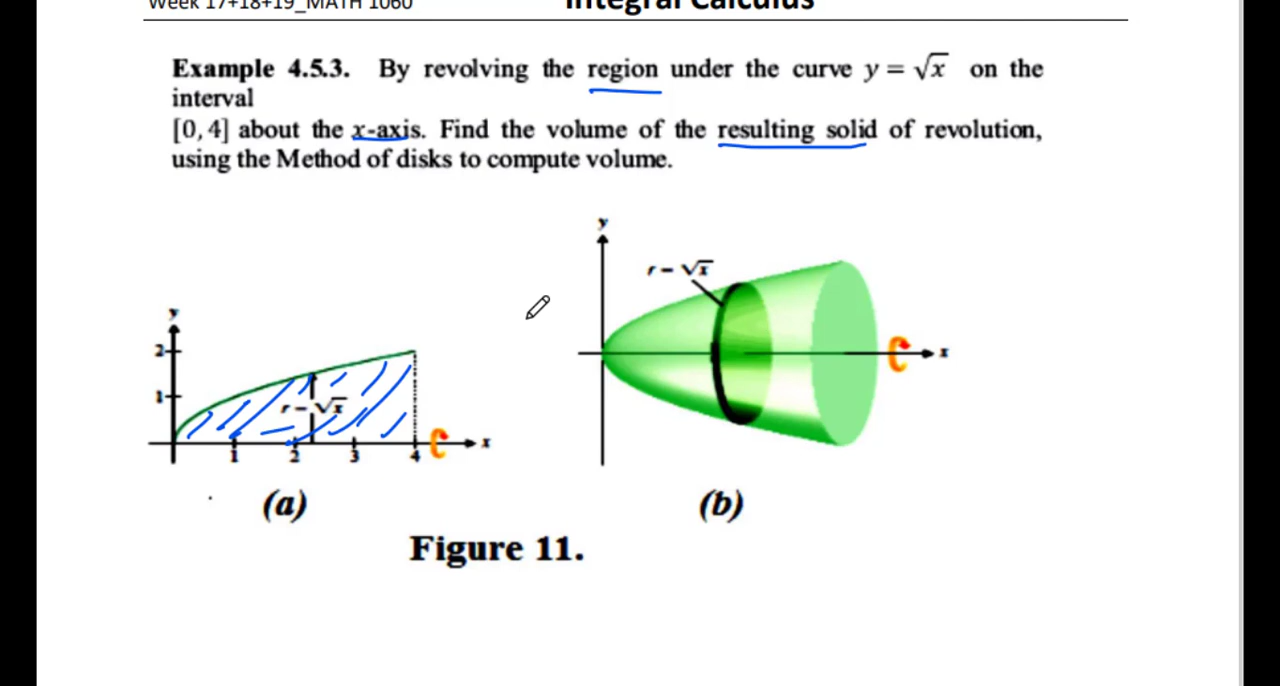 Week 17+18+19_MATH 1060 Integral Calculus
Example 4.5.3. By revolving the region under the curve y = √x on the
interval
[0, 4] about the x-axis. Find the volume of the resulting solid of revolution,
using the Method of disks to compute volume.
y
2
1
r = √x
1 2 3 4 x
(a)
y
r = √x
x
(b)
Figure 11.